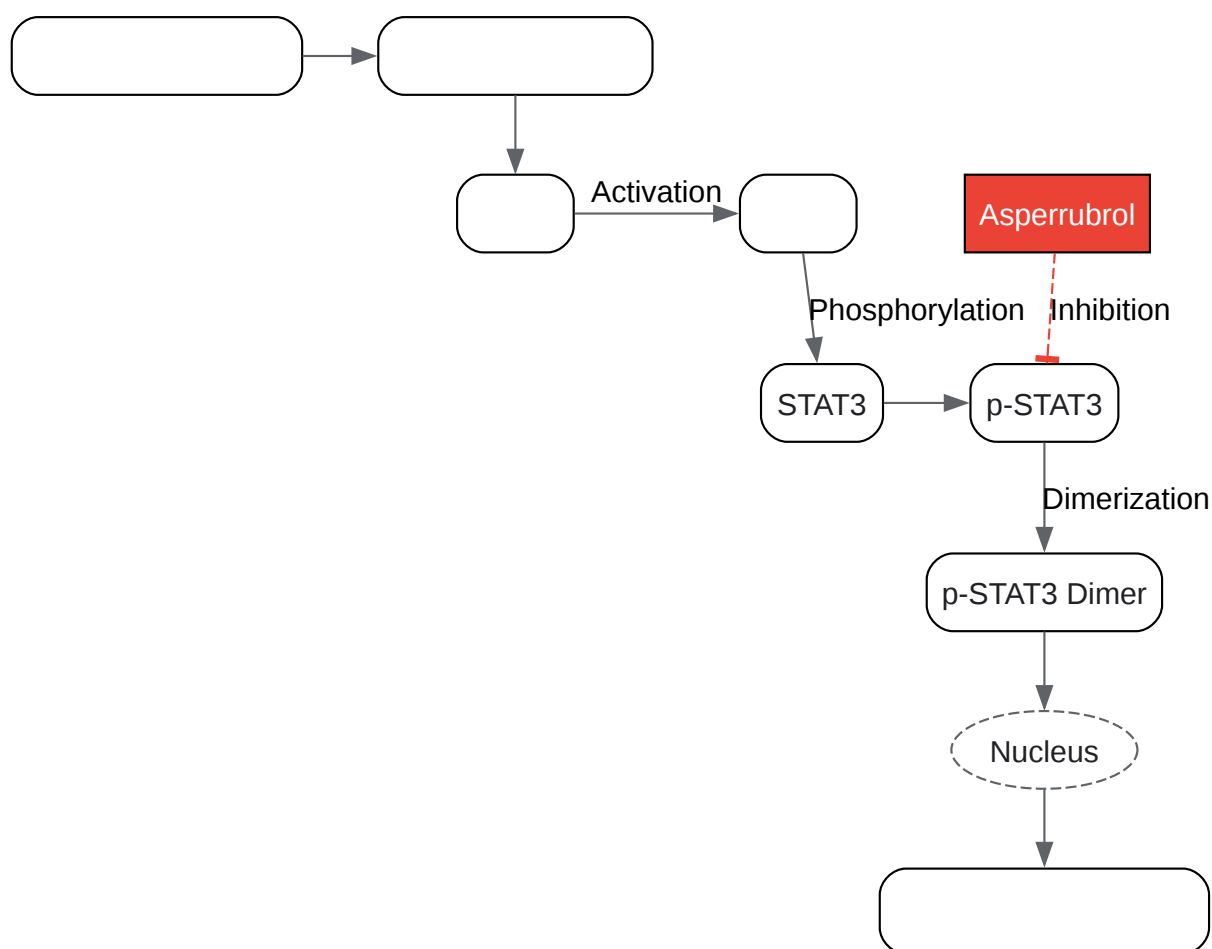 Activation
Asperrubrol
Phosphorylation
Inhibition
STAT3
p-STAT3
Dimerization
p-STAT3 Dimer
Nucleus